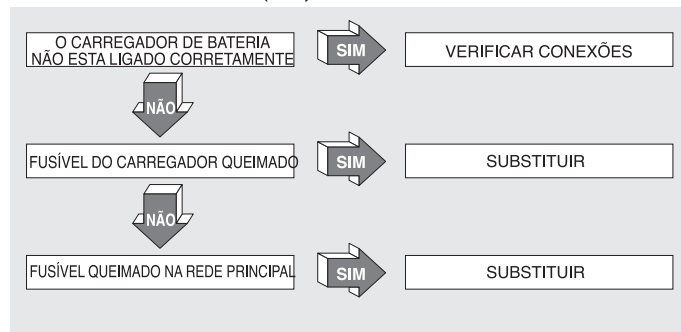 O CARREGADOR DE BATERIA
NÃO ESTA LIGADO CORRETAMENTE
SIM
VERIFICAR CONEXÕES
NÃO
FUSÍVEL DO CARREGADOR QUEIMADO
SIM
SUBSTITUIR
NÃO
FUSÍVEL QUEIMADO NA REDE PRINCIPAL
SIM
SUBSTITUIR